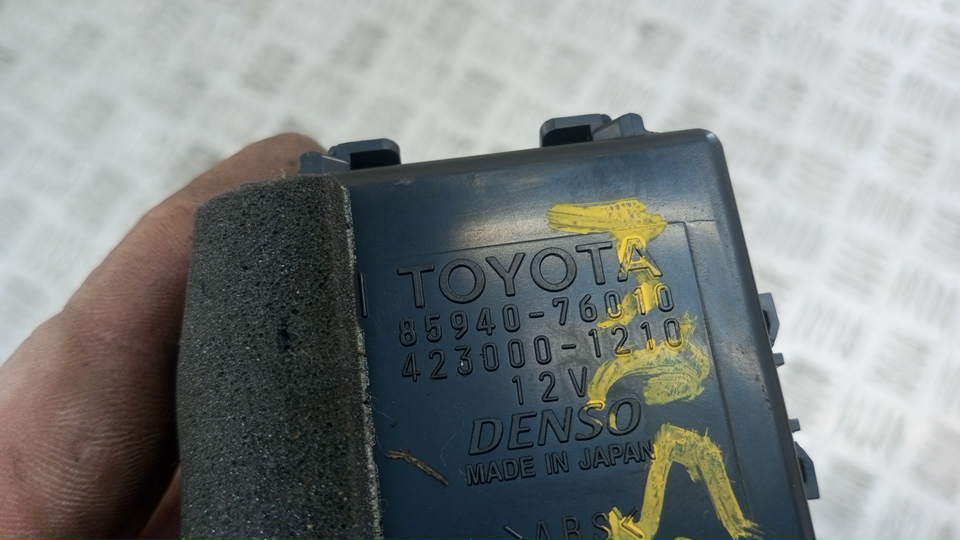 TOYOTA
85940-76010
423000-1210
12V
DENSO
MADE IN JAPAN
>ABS<